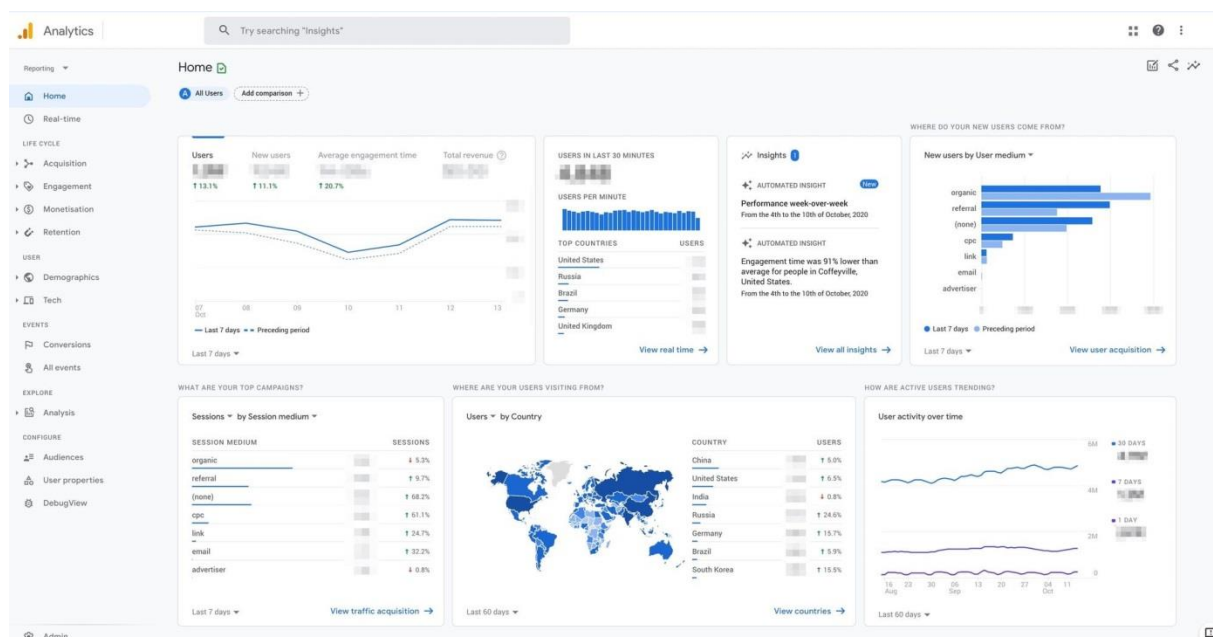 Analytics
Try searching "Insights"
Reporting
Home
Real-time
LIFE CYCLE
Acquisition
Engagement
Monetisation
Retention
USER
Demographics
Tech
EVENTS
Conversions
All events
EXPLORE
Analysis
CONFIGURE
Audiences
User properties
DebugView
Admin
Home
A All Users Add comparison +
Users New users Average engagement time Total revenue
↑ 13.1% ↑ 11.1% ↑ 20.7%
07 08 09 10 11 12 13
Oct
Last 7 days Preceding period
Last 7 days
USERS IN LAST 30 MINUTES
USERS PER MINUTE
TOP COUNTRIES USERS
United States
Russia
Brazil
Germany
United Kingdom
View real time →
Insights 1
AUTOMATED INSIGHT New
Performance week-over-week
From the 4th to the 10th of October, 2020
AUTOMATED INSIGHT
Engagement time was 91% lower than
average for people in Coffeyville,
United States.
From the 4th to the 10th of October, 2020
View all insights →
WHERE DO YOUR NEW USERS COME FROM?
New users by User medium
organic
referral
(none)
cpc
link
email
advertiser
Last 7 days Preceding period
Last 7 days View user acquisition →
WHAT ARE YOUR TOP CAMPAIGNS?
Sessions by Session medium
SESSION MEDIUM SESSIONS
organic ↓ 5.3%
referral ↑ 9.7%
(none) ↑ 68.2%
cpc ↑ 61.1%
link ↑ 24.7%
email ↑ 32.2%
advertiser ↓ 0.8%
Last 7 days View traffic acquisition →
WHERE ARE YOUR USERS VISITING FROM?
Users by Country
COUNTRY USERS
China ↑ 5.0%
United States ↑ 6.5%
India ↓ 0.8%
Russia ↑ 24.6%
Germany ↑ 15.7%
Brazil ↑ 5.9%
South Korea ↑ 15.5%
Last 60 days View countries →
HOW ARE ACTIVE USERS TRENDING?
User activity over time
6M
4M
2M
0
30 DAYS
7 DAYS
1 DAY
16 23 30 06 13 20 27 04 11
Aug Sep Oct
Last 60 days